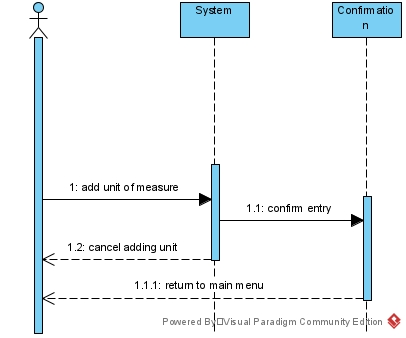 System
Confirmatio
n
1: add unit of measure
1.1: confirm entry
1.2: cancel adding unit
1.1.1: return to main menu
Powered By Visual Paradigm Community Edition